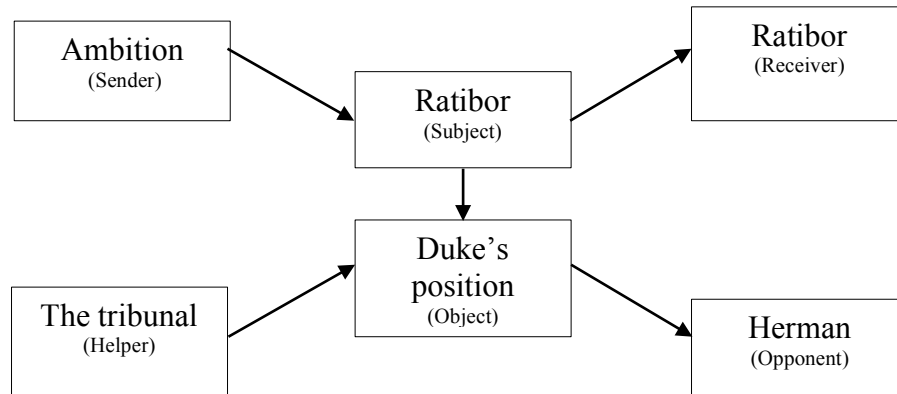 Ambition
(Sender)
Ratibor
(Receiver)
Ratibor
(Subject)
Duke’s
position
(Object)
The tribunal
(Helper)
Herman
(Opponent)